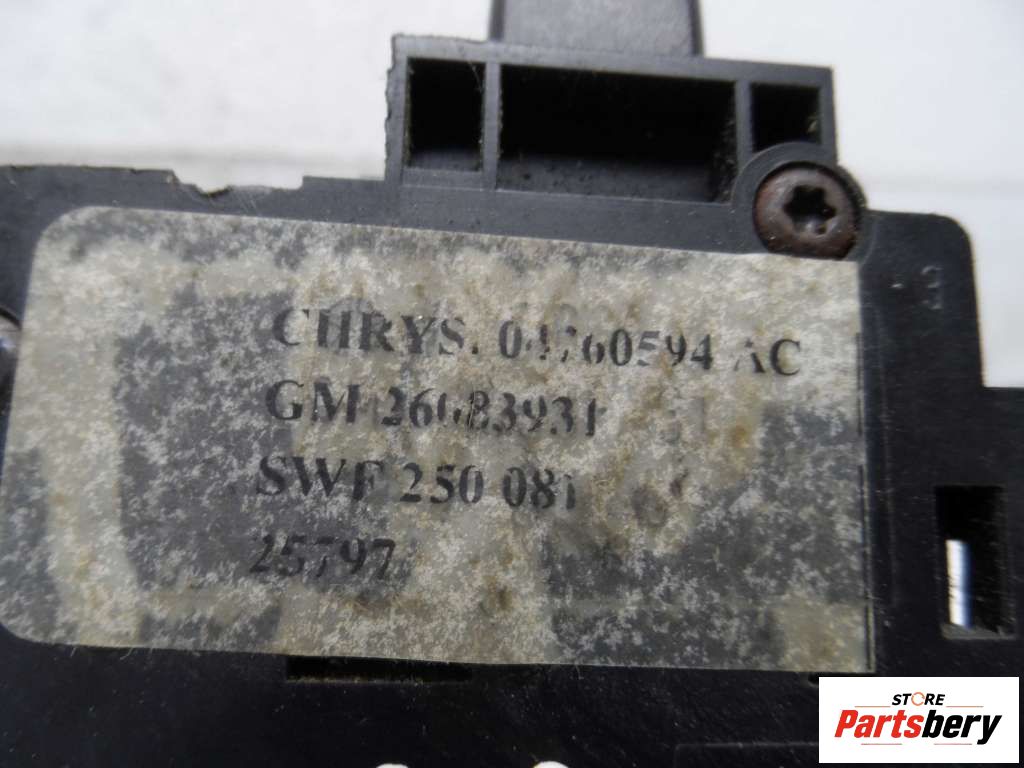 CHRYS. 04760594 AC
GM 26083931
SWF 250 081
25797
STORE
Partsbery